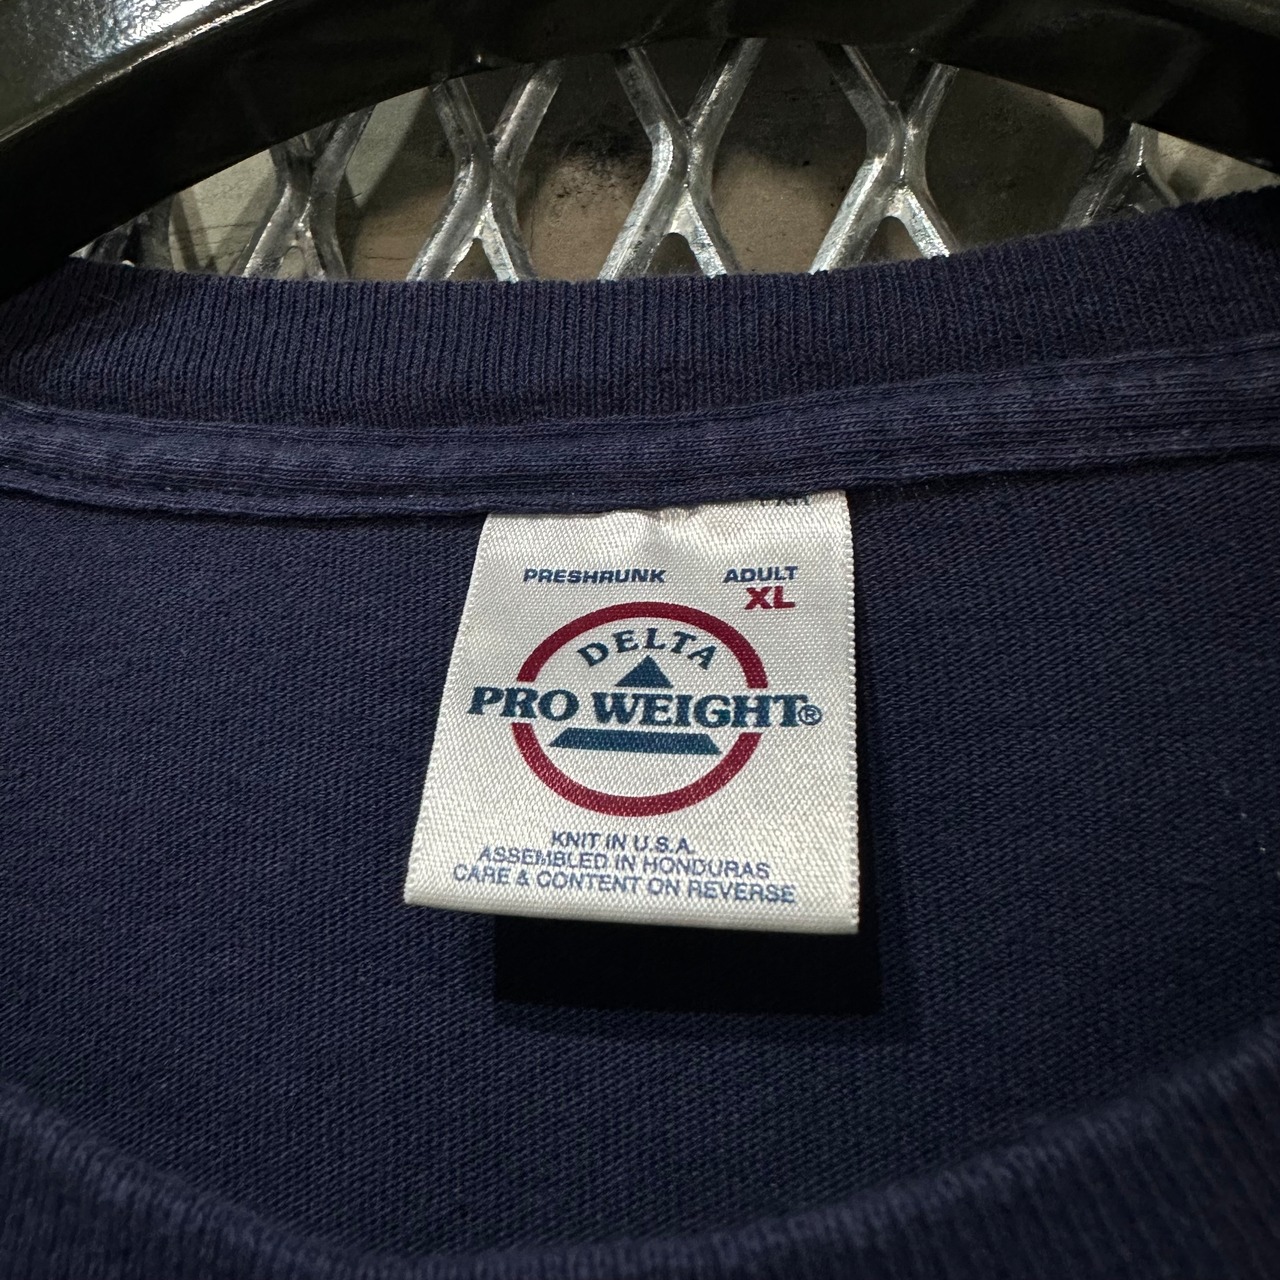 PRESHRUNK ADULT
XL
DELTA
PRO WEIGHT®
KNIT IN U.S.A.
ASSEMBLED IN HONDURAS
CARE & CONTENT ON REVERSE